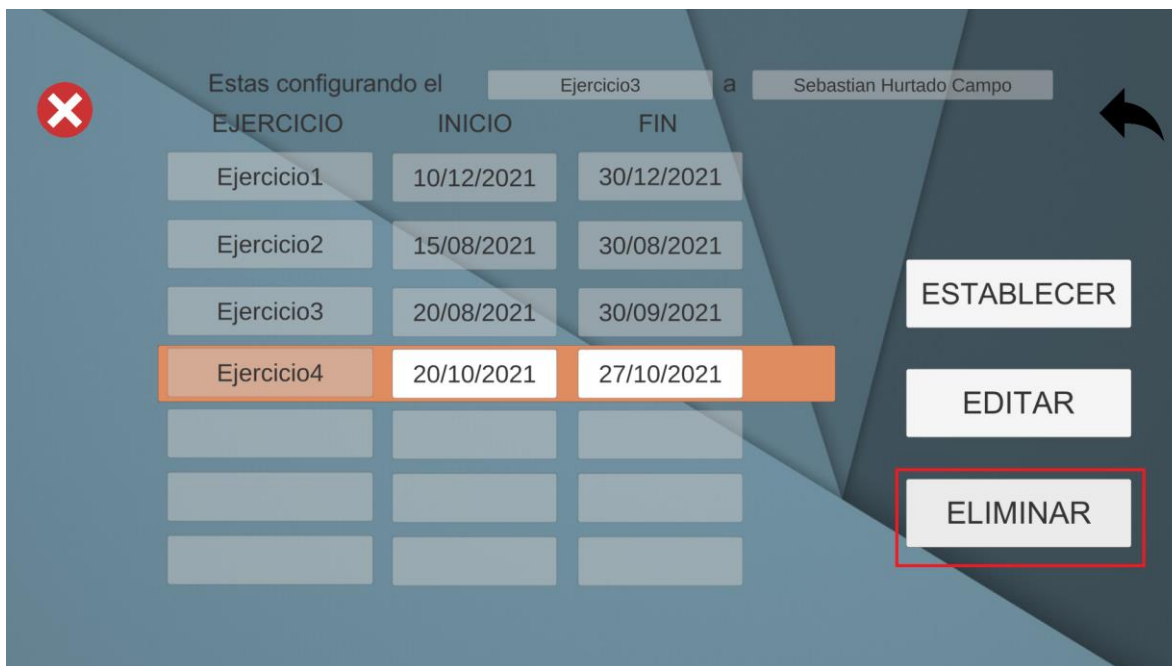 Estas configurando el Ejercicio3 a Sebastian Hurtado Campo
EJERCICIO INICIO FIN
Ejercicio1 10/12/2021 30/12/2021
Ejercicio2 15/08/2021 30/08/2021
Ejercicio3 20/08/2021 30/09/2021
Ejercicio4 20/10/2021 27/10/2021
ESTABLECER
EDITAR
ELIMINAR